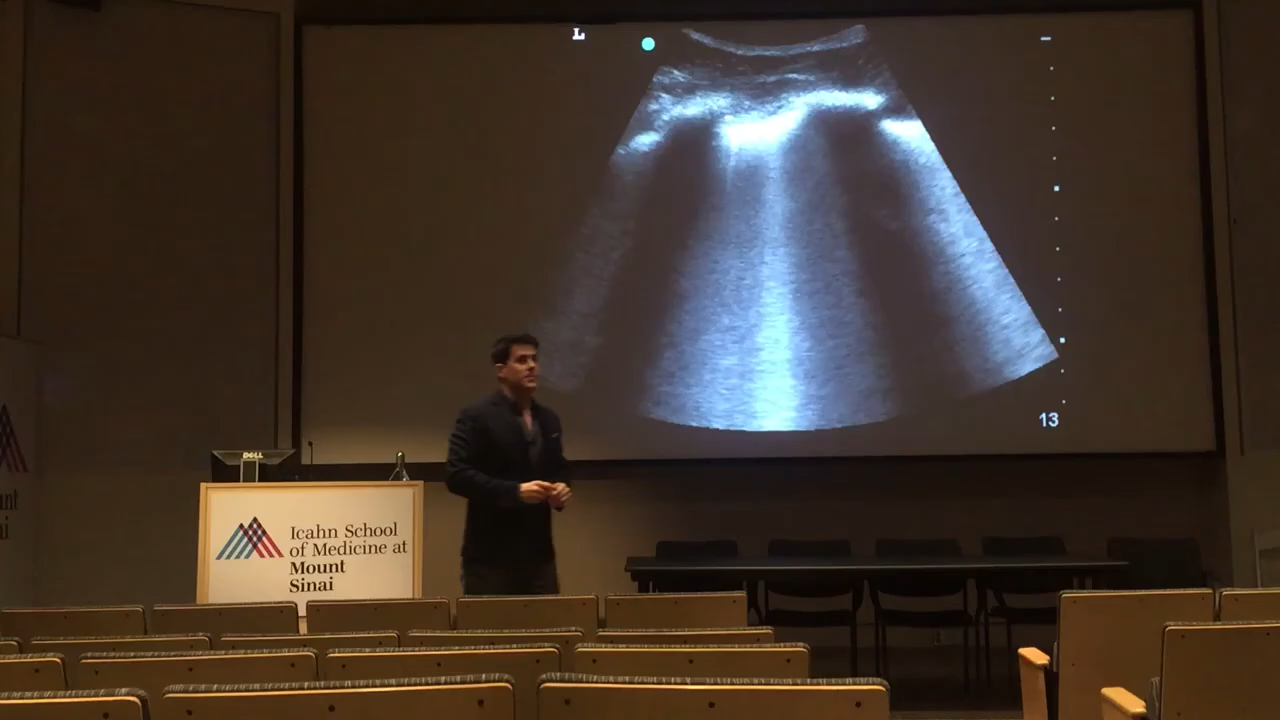 L
13
DELL
Icahn School
of Medicine at
Mount
Sinai